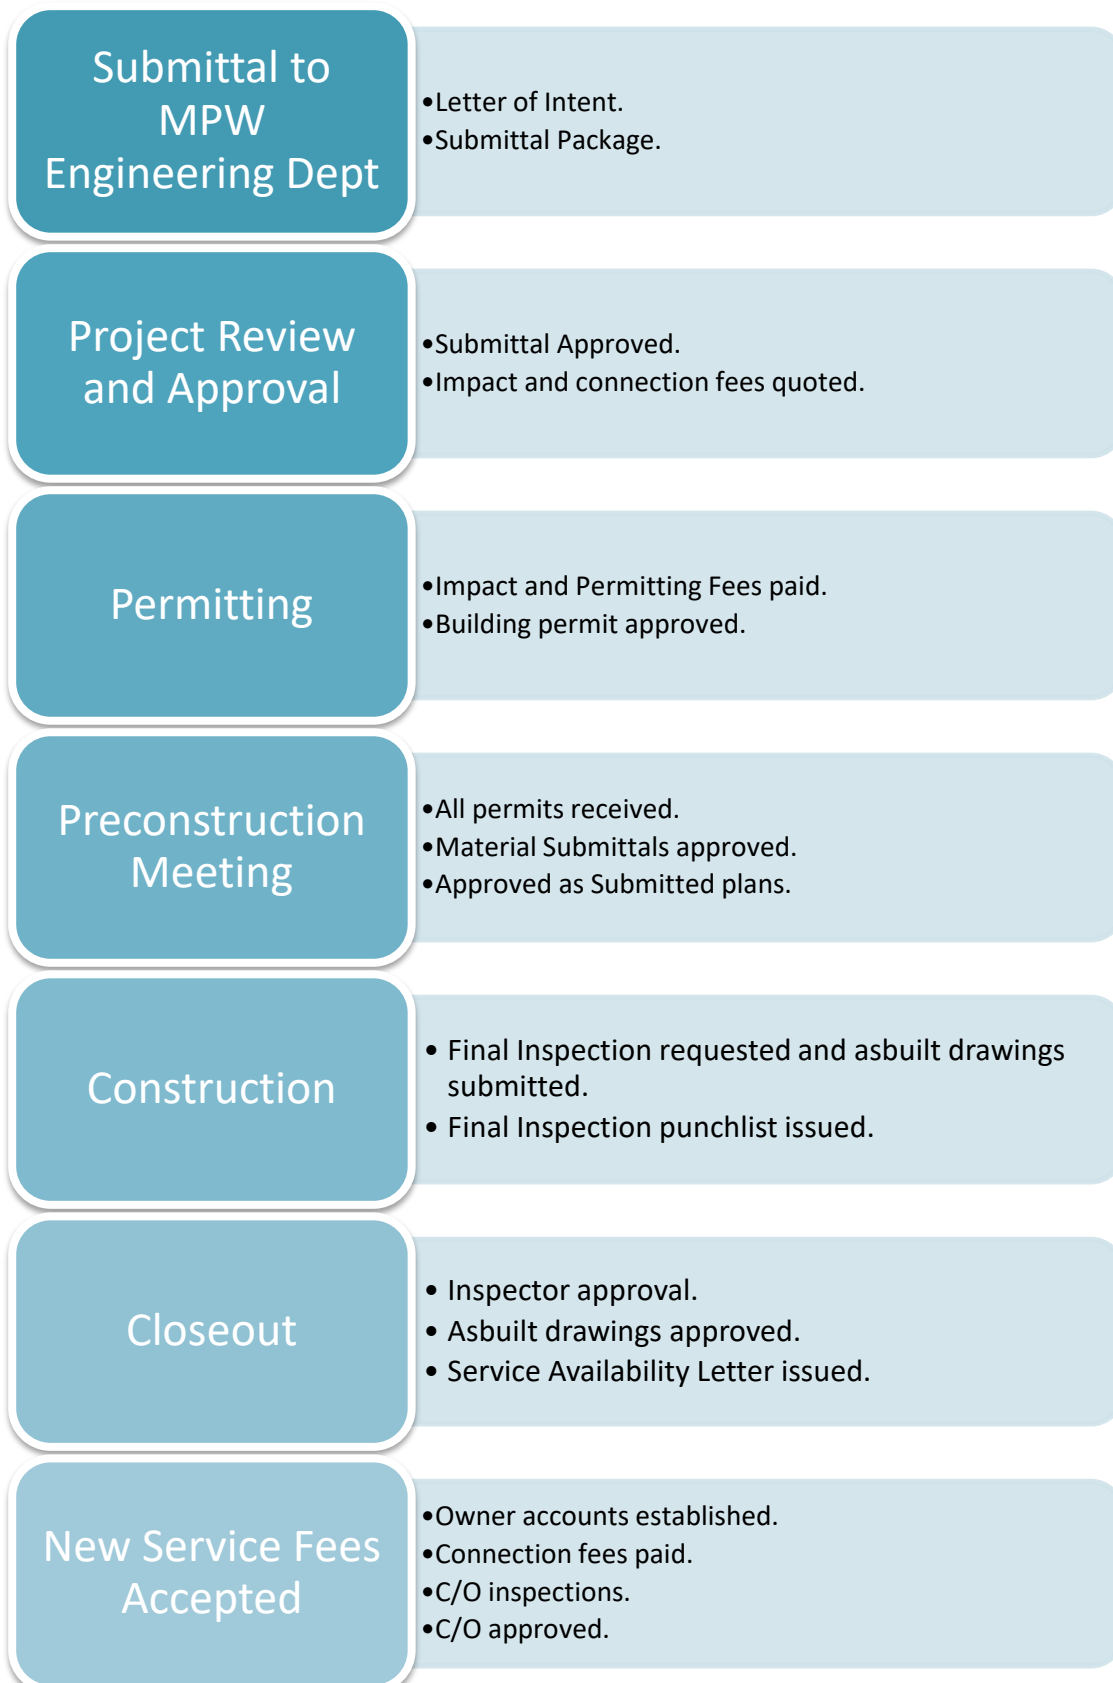 Submittal to
MPW
Engineering Dept
•Letter of Intent.
•Submittal Package.
Project Review
and Approval
•Submittal Approved.
•Impact and connection fees quoted.
Permitting
•Impact and Permitting Fees paid.
•Building permit approved.
Preconstruction
Meeting
•All permits received.
•Material Submittals approved.
•Approved as Submitted plans.
Construction
• Final Inspection requested and asbuilt drawings
submitted.
• Final Inspection punchlist issued.
Closeout
• Inspector approval.
• Asbuilt drawings approved.
• Service Availability Letter issued.
New Service Fees
Accepted
•Owner accounts established.
•Connection fees paid.
•C/O inspections.
•C/O approved.